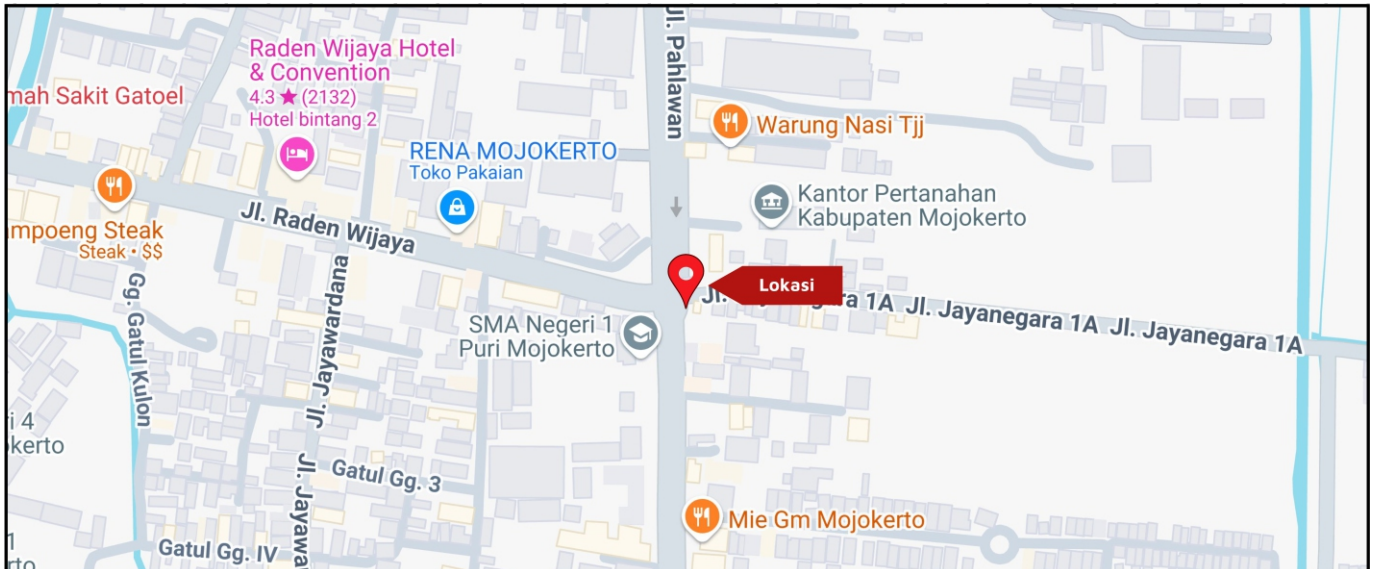 Jl. Pahlawan
Raden Wijaya Hotel
& Convention
4.3 ★ (2132)
Hotel bintang 2
mah Sakit Gatoel
Warung Nasi Tjj
RENA MOJOKERTO
Toko Pakaian
Kantor Pertanahan
Kabupaten Mojokerto
Jl. Raden Wijaya
mpoeng Steak
Steak • $$
Lokasi
Gg. Gatul Kulon
Jl. Jayawardana
Jl. Jayanegara 1A Jl. Jayanegara 1A
SMA Negeri 1
Puri Mojokerto
ri 4
okerto
Gatul Gg. 3
Jl. Jayawa
Mie Gm Mojokerto
Gatul Gg. IV